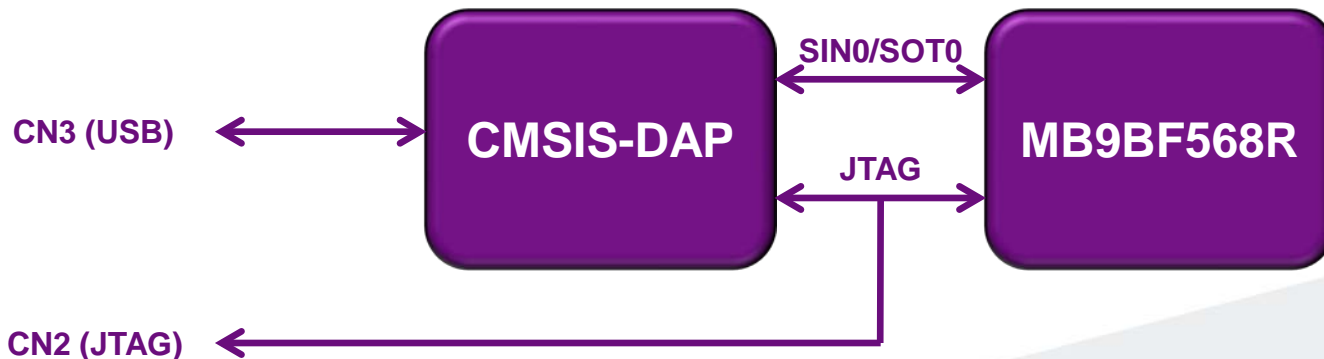 SIN0/SOT0
CN3 (USB)
CMSIS-DAP
MB9BF568R
JTAG
CN2 (JTAG)